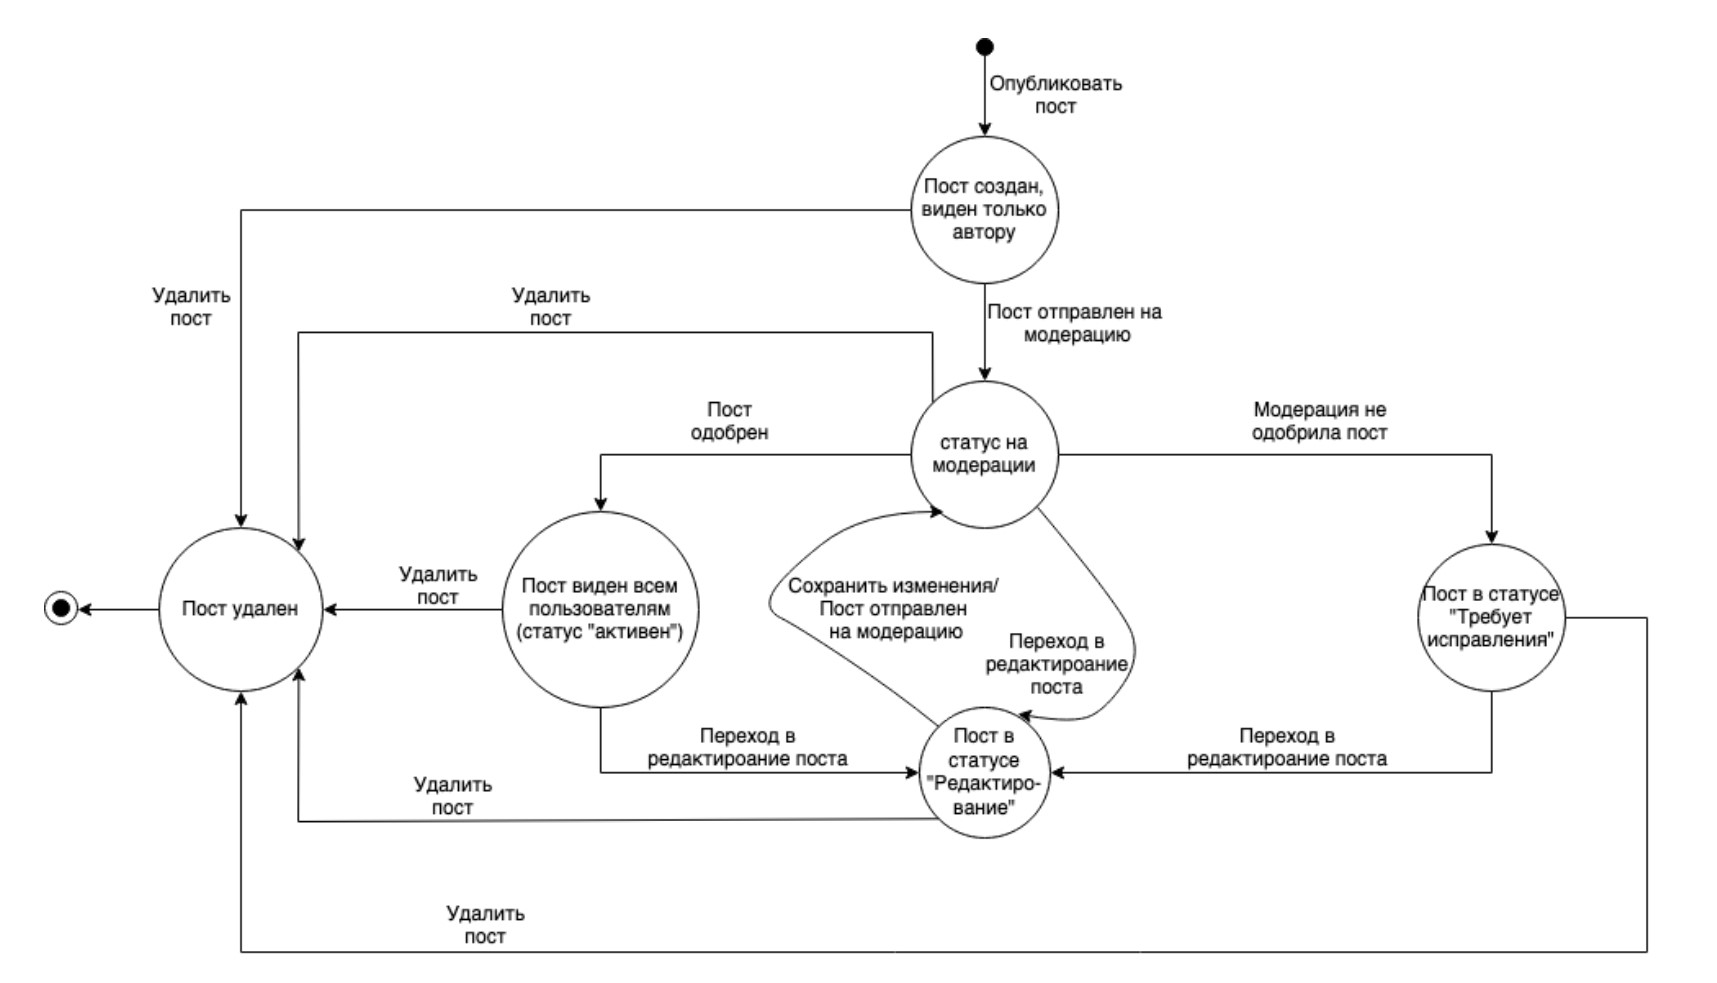 Опубликовать
пост
Пост создан,
виден только
автору
Удалить
пост
Удалить
пост
Пост отправлен на
модерацию
Пост
одобрен
статус на
модерации
Модерация не
одобрила пост
Пост удален
Удалить
пост
Пост виден всем
пользователям
(статус "активен")
Сохранить изменения/
Пост отправлен
на модерацию
Переход в
редактироание
поста
Пост в статусе
"Требует
исправления"
Переход в
редактироание поста
Пост в
статусе
"Редактиро-
вание"
Переход в
редактироание поста
Удалить
пост
Удалить
пост